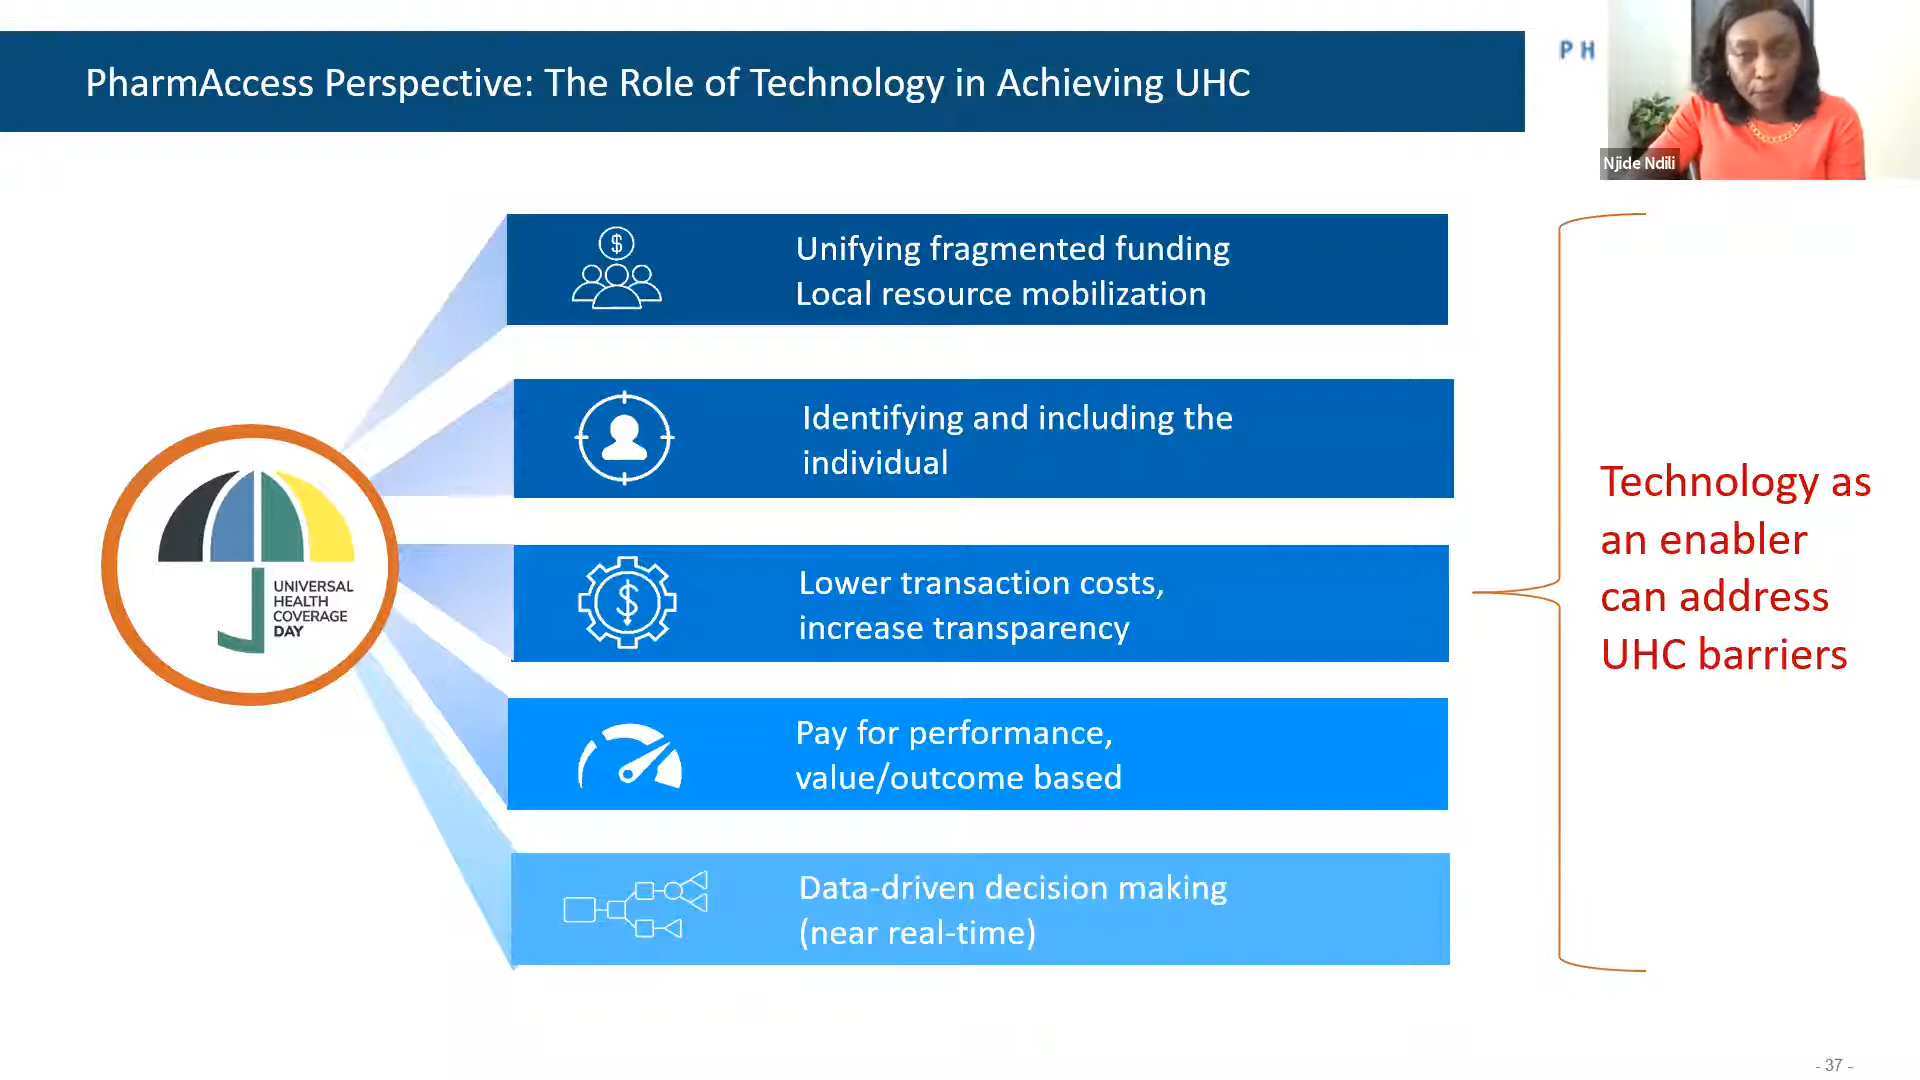 PharmAccess Perspective: The Role of Technology in Achieving UHC
PH
Njide Ndili
Unifying fragmented funding
Local resource mobilization
Identifying and including the
individual
Lower transaction costs,
increase transparency
Pay for performance,
value/outcome based
Data-driven decision making
(near real-time)
UNIVERSAL
HEALTH
COVERAGE
DAY
Technology as
an enabler
can address
UHC barriers
- 37 -